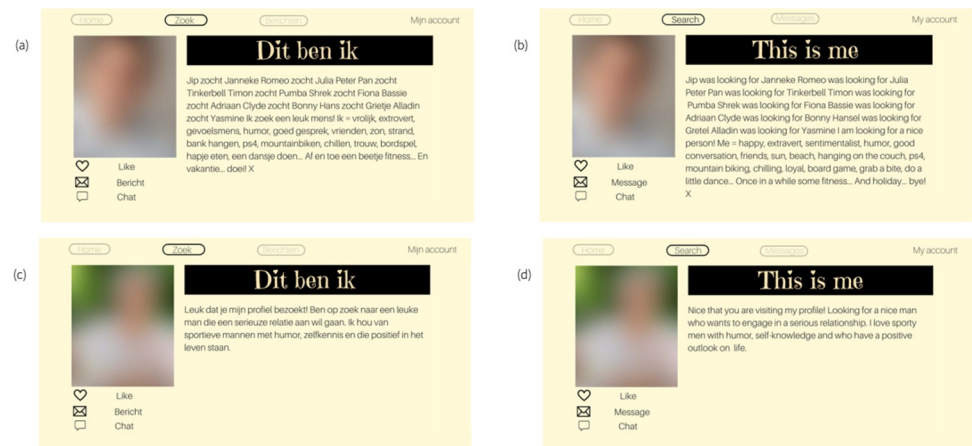 (a)
Home Zoek Berichten Mijn account
Dit ben ik
Jip zocht Janneke Romeo zocht Julia Peter Pan zocht
Tinkerbell Timon zocht Pumba Shrek zocht Fiona Bassie
zocht Adriaan Clyde zocht Bonny Hans zocht Grietje Alladin
zocht Yasmine Ik zoek een leuk mens! Ik = vrolijk, extravert,
gevoelsmens, humor, goed gesprek, vrienden, zon, strand,
bank hangen, ps4, mountainbiken, chillen, trouw, bordspel,
hapje eten, een dansje doen... Af en toe een beetje fitness... En
vakantie... doei! X
Like
Bericht
Chat
(b)
Home Search Messages My account
This is me
Jip was looking for Janneke Romeo was looking for Julia
Peter Pan was looking for Tinkerbell Timon was looking for
Pumba Shrek was looking for Fiona Bassie was looking for
Adriaan Clyde was looking for Bonny Hansel was looking for
Gretel Alladin was looking for Yasmine I am looking for a nice
person! Me = happy, extravert, sentimentalist, humor, good
conversation, friends, sun, beach, hanging on the couch, ps4,
mountain biking, chilling, loyal, board game, grab a bite, do a
little dance... Once in a while some fitness... And holiday... bye!
X
Like
Message
Chat
(c)
Home Zoek Berichten Mijn account
Dit ben ik
Leuk dat je mijn profiel bezoekt! Ben op zoek naar een leuke
man die een serieuze relatie aan wil gaan. Ik hou van
sportieve mannen met humor, zelfkennis en die positief in het
leven staan.
Like
Bericht
Chat
(d)
Home Search Messages My account
This is me
Nice that you are visiting my profile! Looking for a nice man
who wants to engage in a serious relationship. I love sporty
men with humor, self-knowledge and who have a positive
outlook on life.
Like
Message
Chat